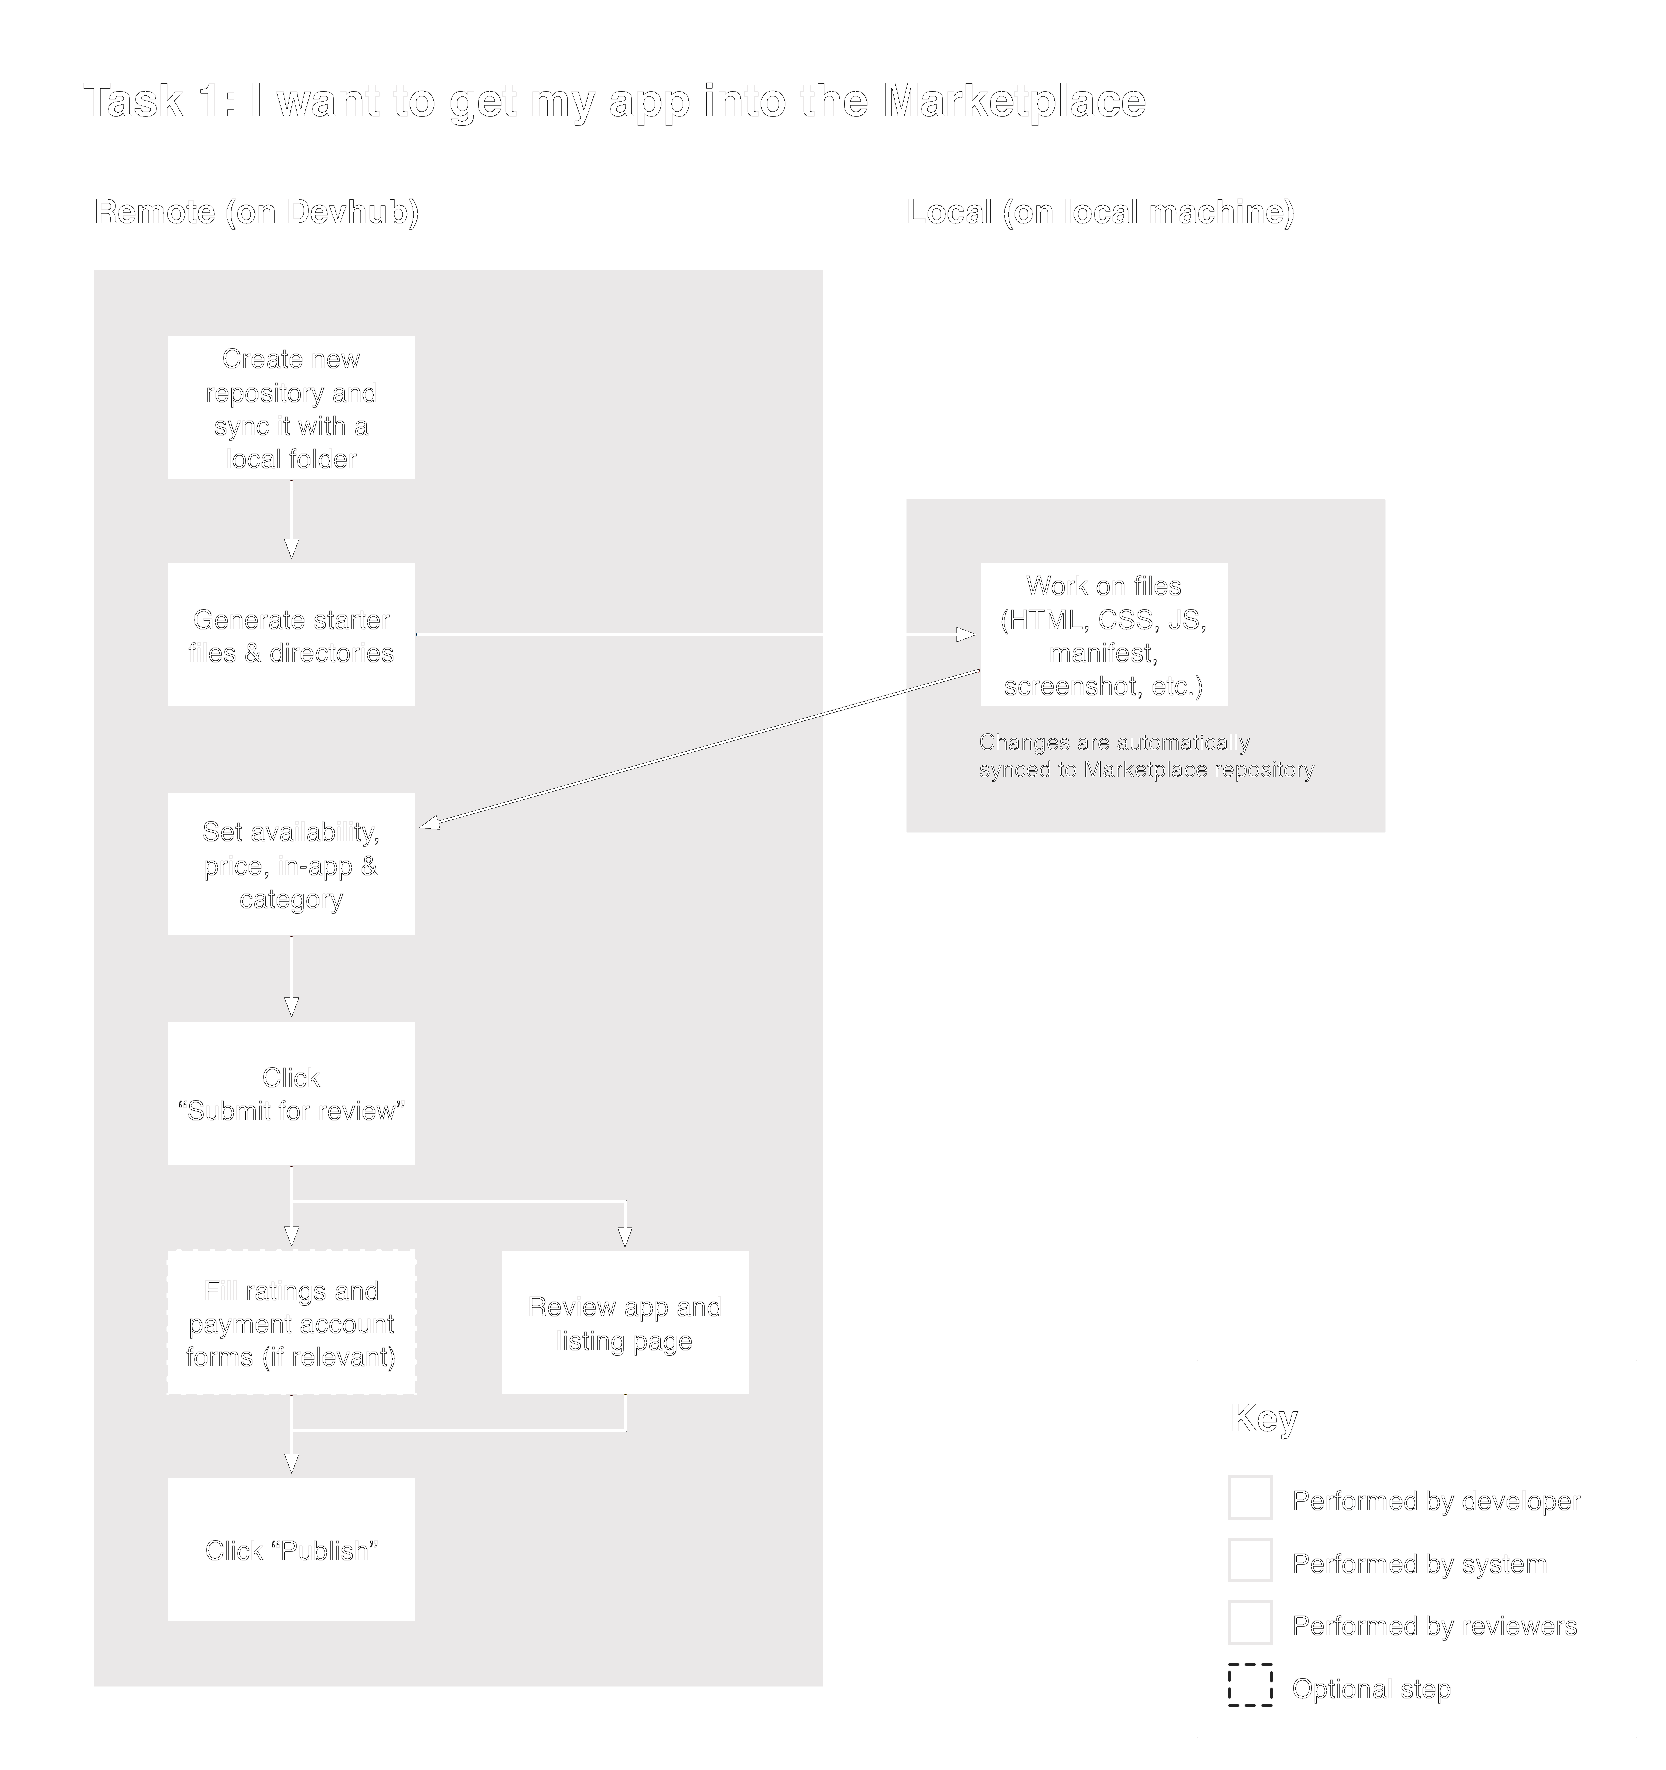 Task 1: I want to get my app into the Marketplace
Remote (on Devhub)
Local (on local machine)
Create new
repository and
sync it with a
local folder
Generate starter
files & directories
Work on files
(HTML, CSS, JS,
manifest,
screenshot, etc.)
Changes are automatically
synced to Marketplace repository
Set availability,
price, in-app &
category
Click
“Submit for review”
Fill ratings and
payment account
forms (if relevant)
Review app and
listing page
Click “Publish”
Key
Performed by developer
Performed by system
Performed by reviewers
Optional step